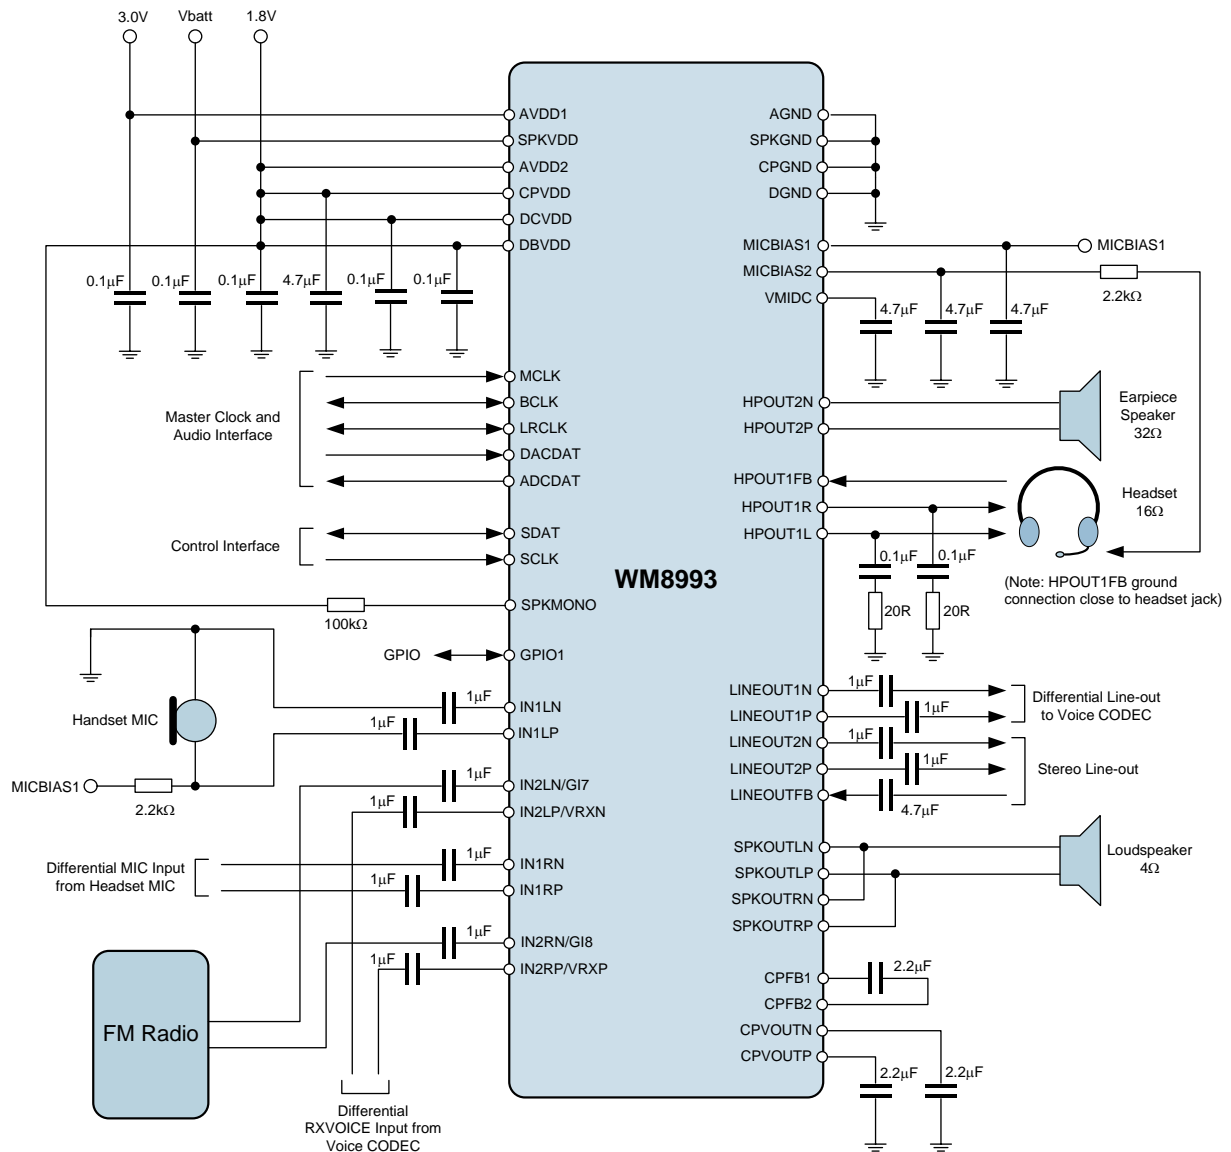 3.0V
Vbatt
1.8V
AVDD1
SPKVDD
AVDD2
CPVDD
DCVDD
DBVDD
0.1µF
0.1µF
0.1µF
4.7µF
0.1µF
0.1µF
MCLK
BCLK
LRCLK
DACDAT
ADCDAT
Master Clock and
Audio Interface
SDAT
SCLK
Control Interface
SPKMONO
100kΩ
GPIO
GPIO1
Handset MIC
1µF
IN1LN
1µF
IN1LP
MICBIAS1
2.2kΩ
1µF
IN2LN/GI7
1µF
IN2LP/VRXN
Differential MIC Input
from Headset MIC
1µF
IN1RN
1µF
IN1RP
1µF
IN2RN/GI8
1µF
IN2RP/VRXP
FM Radio
Differential
RXVOICE Input from
Voice CODEC
WM8993
AGND
SPKGND
CPGND
DGND
MICBIAS1
MICBIAS1
MICBIAS2
2.2kΩ
VMIDC
4.7µF
4.7µF
4.7µF
HPOUT2N
HPOUT2P
Earpiece
Speaker
32Ω
HPOUT1FB
HPOUT1R
HPOUT1L
Headset
16Ω
0.1µF
0.1µF
20R
20R
(Note: HPOUT1FB ground
connection close to headset jack)
LINEOUT1N
1µF
LINEOUT1P
1µF
Differential Line-out
to Voice CODEC
LINEOUT2N
1µF
LINEOUT2P
1µF
LINEOUTFB
4.7µF
Stereo Line-out
SPKOUTLN
SPKOUTLP
SPKOUTRN
SPKOUTRP
Loudspeaker
4Ω
CPFB1
2.2µF
CPFB2
CPVOUTN
CPVOUTP
2.2µF
2.2µF